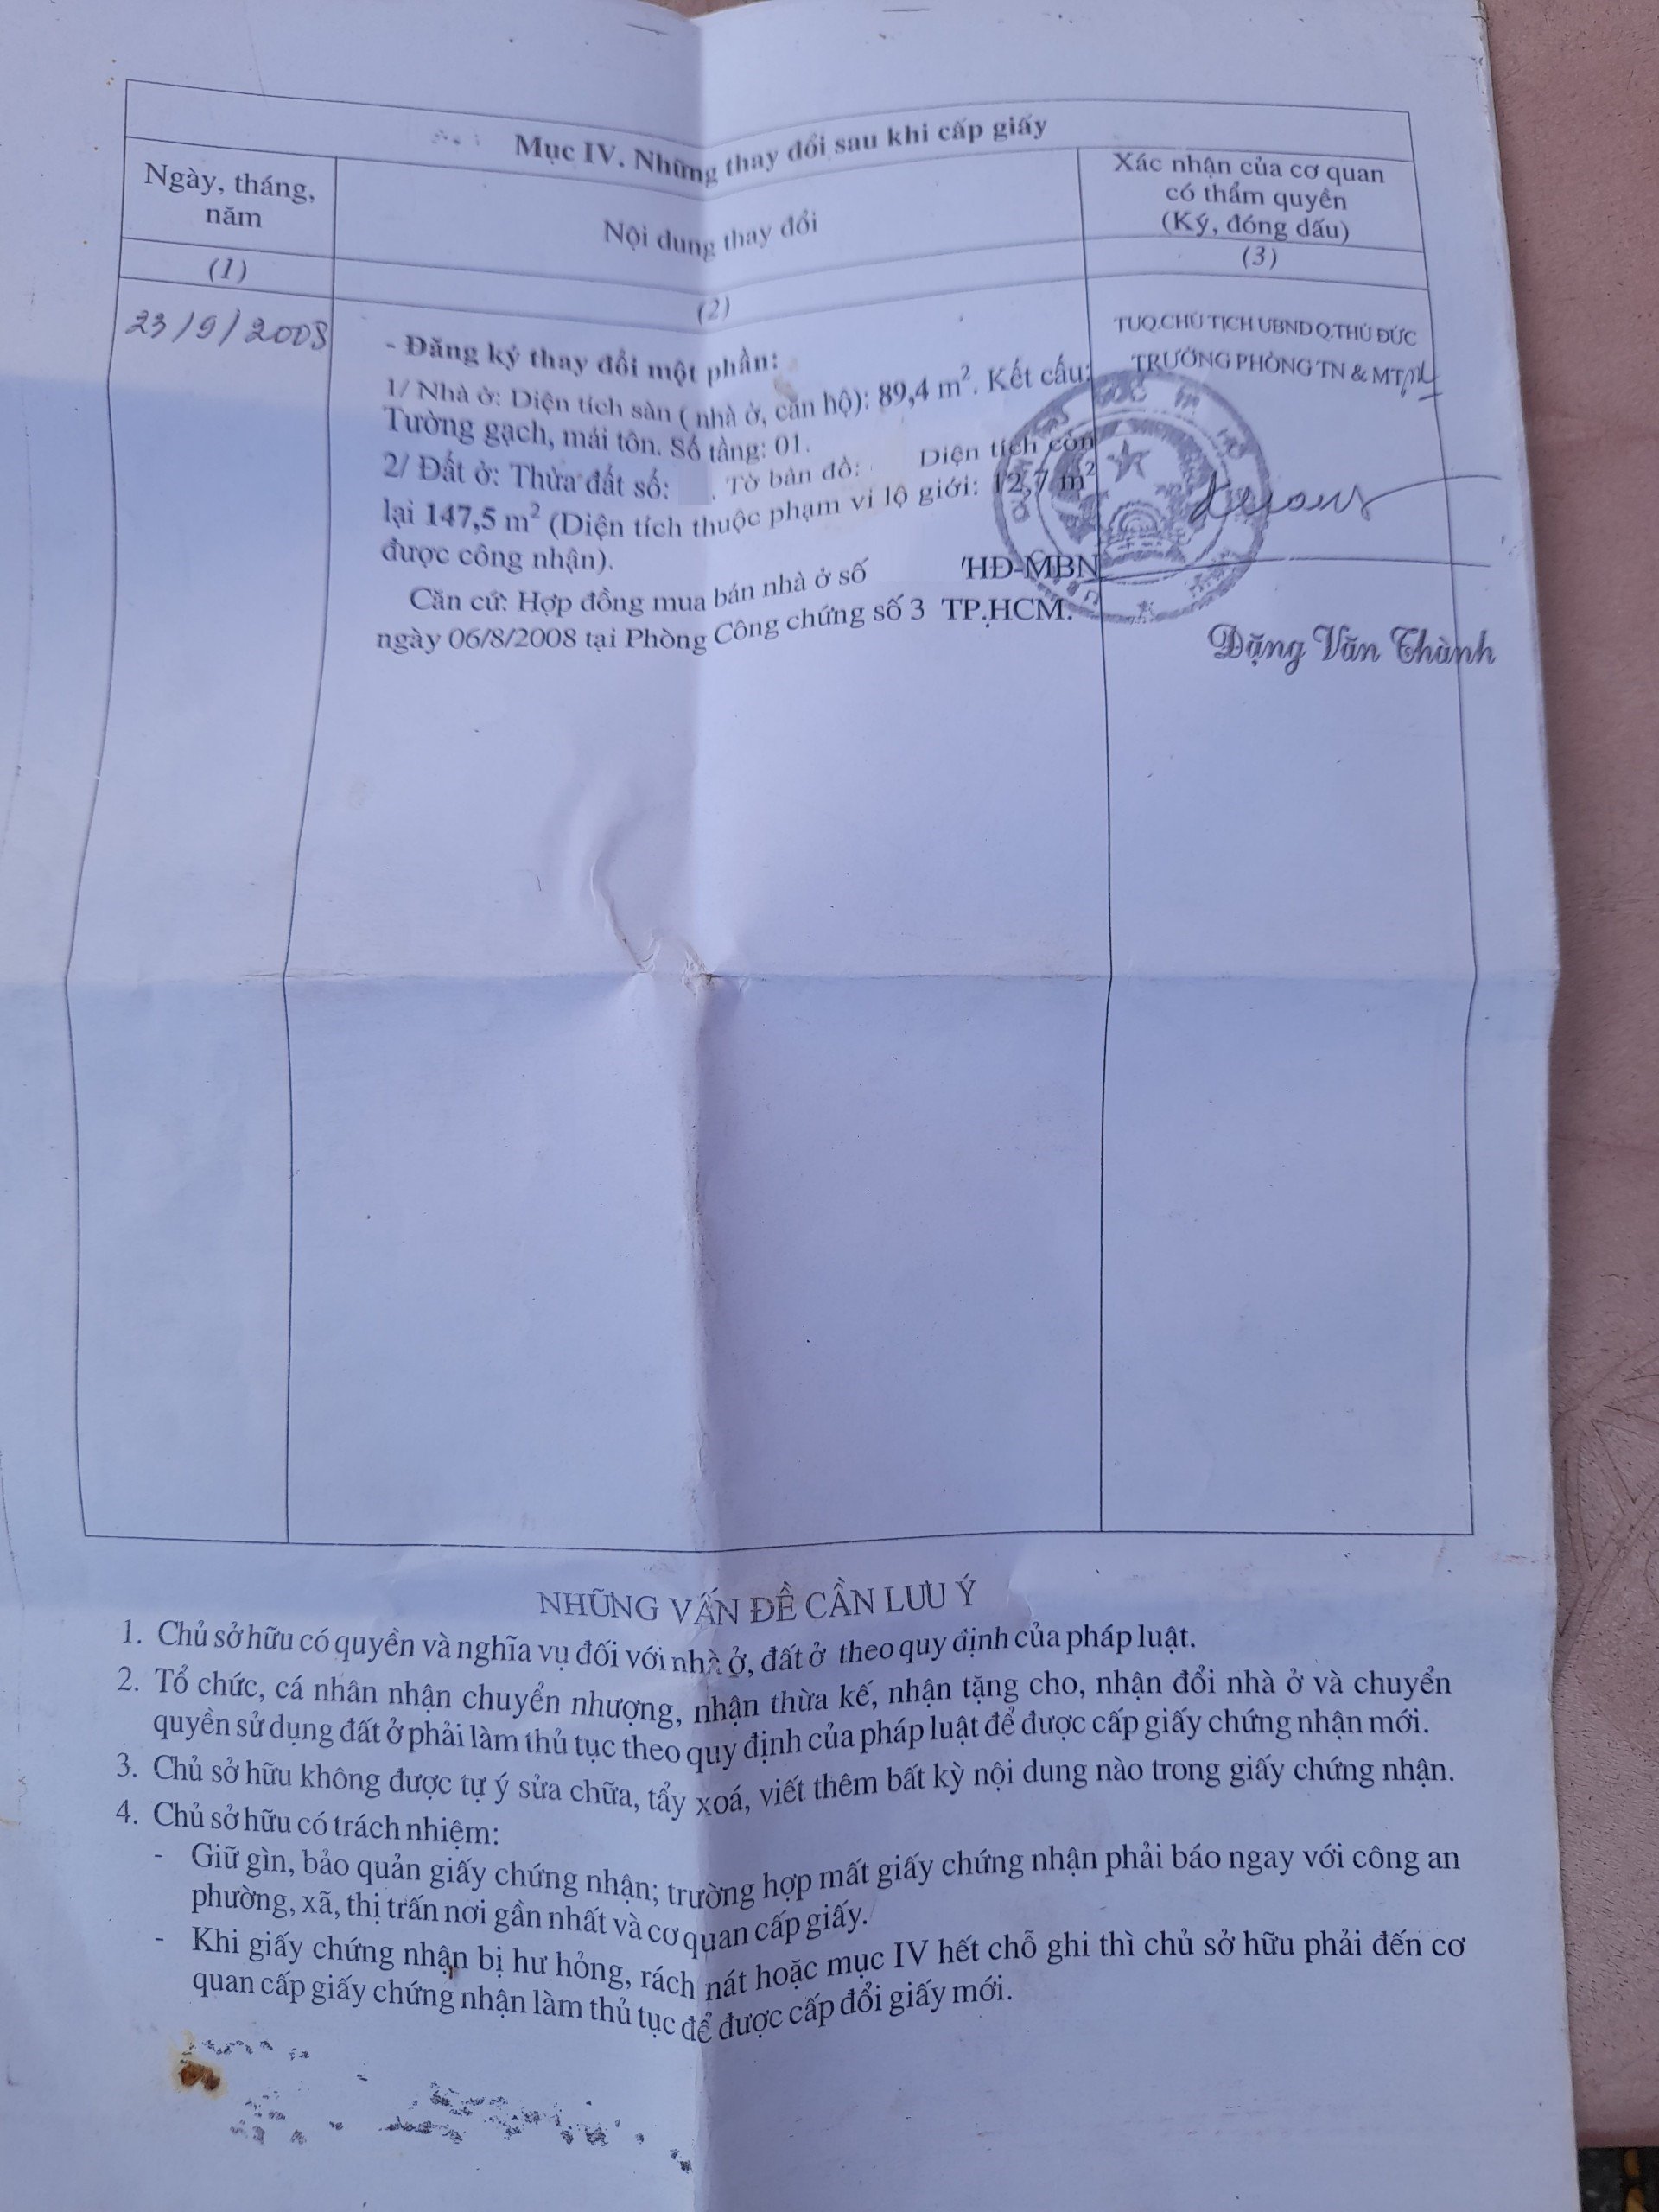 Mục IV. Những thay đổi sau khi cấp giấy
Ngày, tháng,
năm
Nội dung thay đổi
Xác nhận của cơ quan
có thẩm quyền
(Ký, đóng dấu)
(1)
(2)
(3)
23/9/2008
- Đăng ký thay đổi một phần:
1/ Nhà ở: Diện tích sàn ( nhà ở, căn hộ): 89,4 m². Kết cấu:
Tường gạch, mái tôn. Số tầng: 01.
2/ Đất ở: Thửa đất số: . Tờ bản đồ: Diện tích còn
lại 147,5 m² (Diện tích thuộc phạm vi lộ giới: 12,7 m²
được công nhận).
Căn cứ: Hợp đồng mua bán nhà ở số /HĐ-MBN
ngày 06/8/2008 tại Phòng Công chứng số 3 TP.HCM.
TUQ.CHỦ TỊCH UBND Q.THỦ ĐỨC
TRƯỞNG PHÒNG TN & MT
Đặng Văn Thành
NHỮNG VẤN ĐỀ CẦN LƯU Ý
1. Chủ sở hữu có quyền và nghĩa vụ đối với nhà ở, đất ở theo quy định của pháp luật.
2. Tổ chức, cá nhân nhận chuyển nhượng, nhận thừa kế, nhận tặng cho, nhận đổi nhà ở và chuyển
quyền sử dụng đất ở phải làm thủ tục theo quy định của pháp luật để được cấp giấy chứng nhận mới.
3. Chủ sở hữu không được tự ý sửa chữa, tẩy xoá, viết thêm bất kỳ nội dung nào trong giấy chứng nhận.
4. Chủ sở hữu có trách nhiệm:
- Giữ gìn, bảo quản giấy chứng nhận; trường hợp mất giấy chứng nhận phải báo ngay với công an
phường, xã, thị trấn nơi gần nhất và cơ quan cấp giấy.
- Khi giấy chứng nhận bị hư hỏng, rách nát hoặc mục IV hết chỗ ghi thì chủ sở hữu phải đến cơ
quan cấp giấy chứng nhận làm thủ tục để được cấp đổi giấy mới.